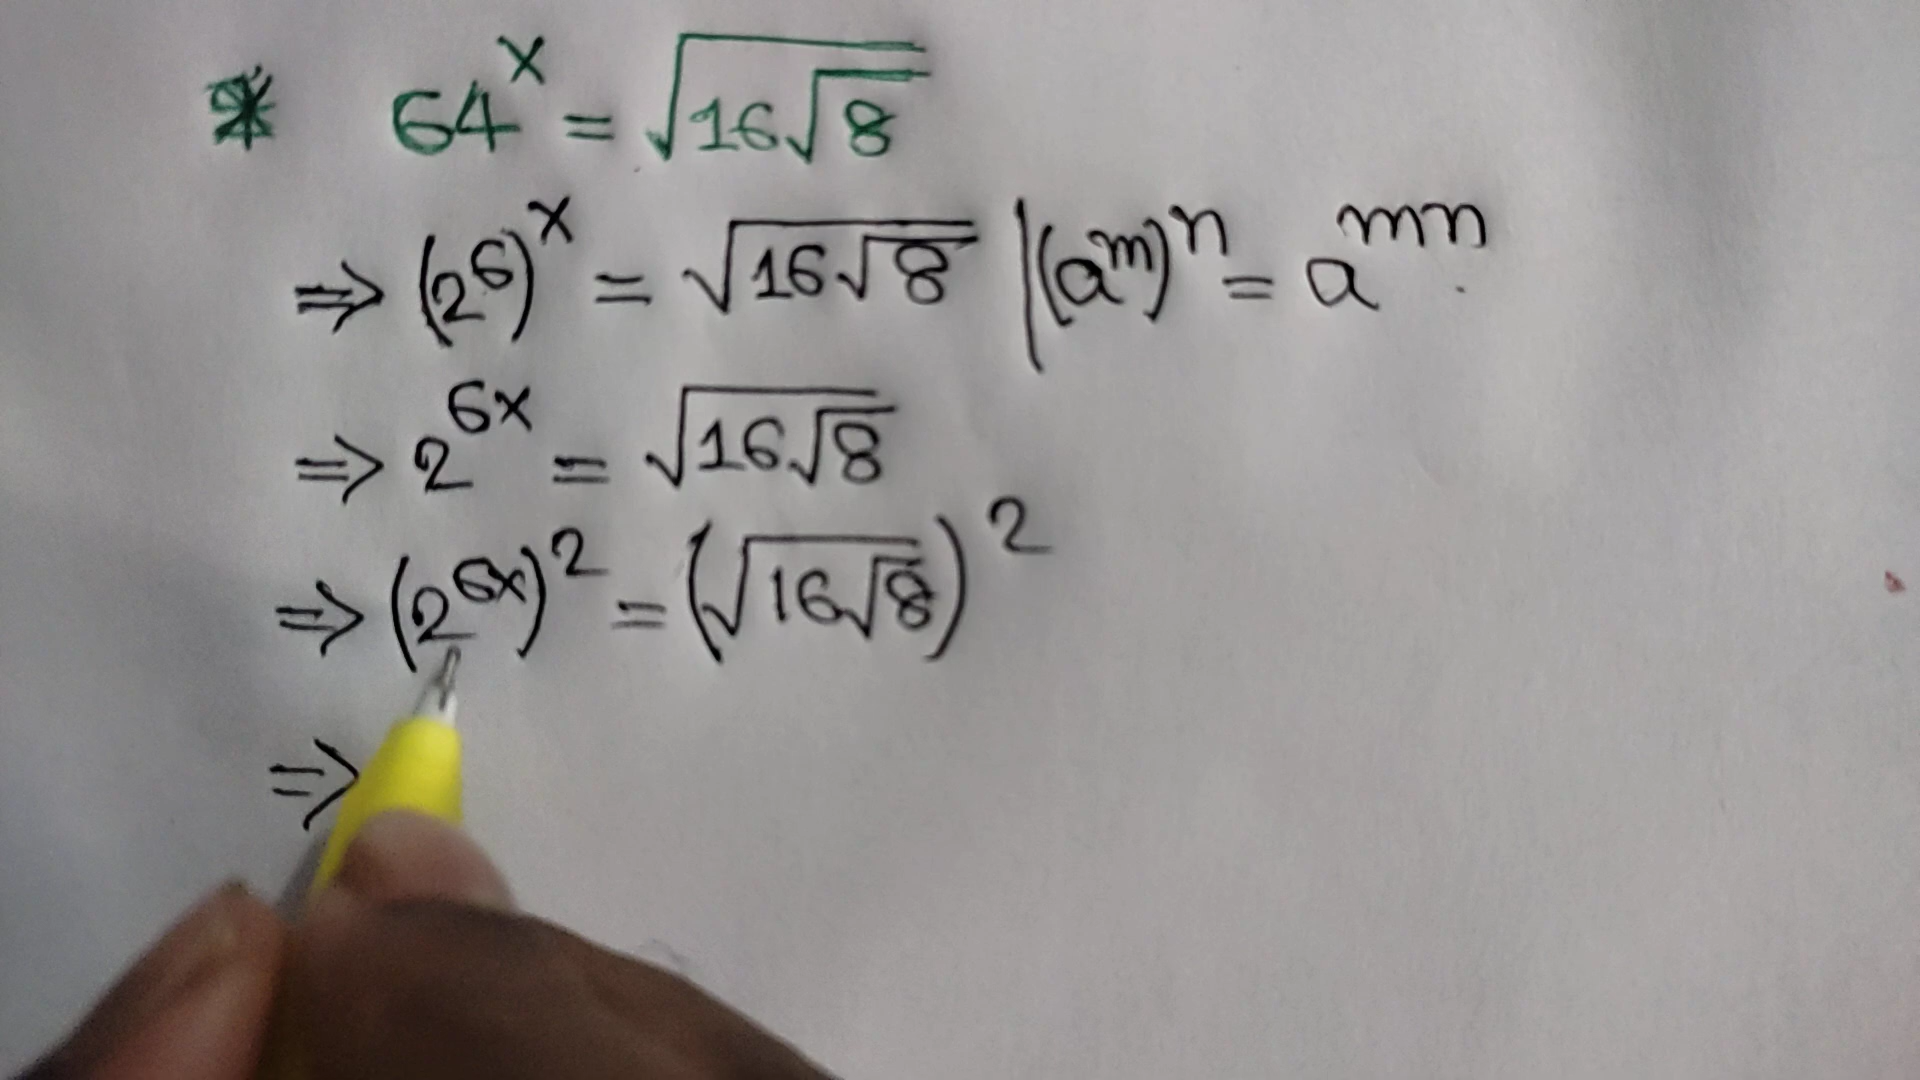 * 64^x = √(16√8)
⇒ (2^6)^x = √(16√8) | (a^m)^n = a^mn.
⇒ 2^6x = √(16√8)
⇒ (2^6x)^2 = (√(16√8))^2
⇒